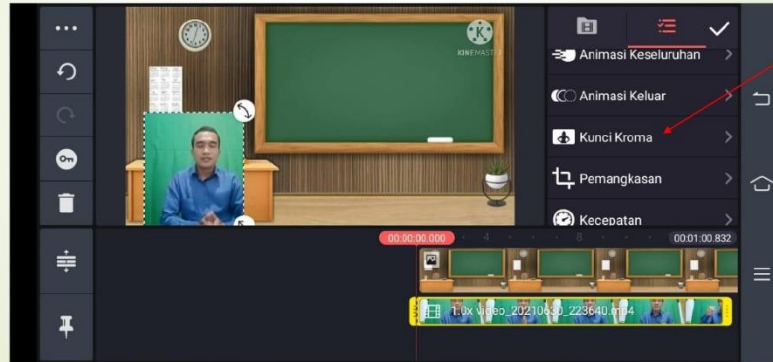 KINEMASTER
Animasi Keseluruhan
Animasi Keluar
Kunci Kroma
Pemangkasan
Kecepatan
00:00:00.000
4
8
00:01:00.832
1.0x video_20210630_223640.mp4